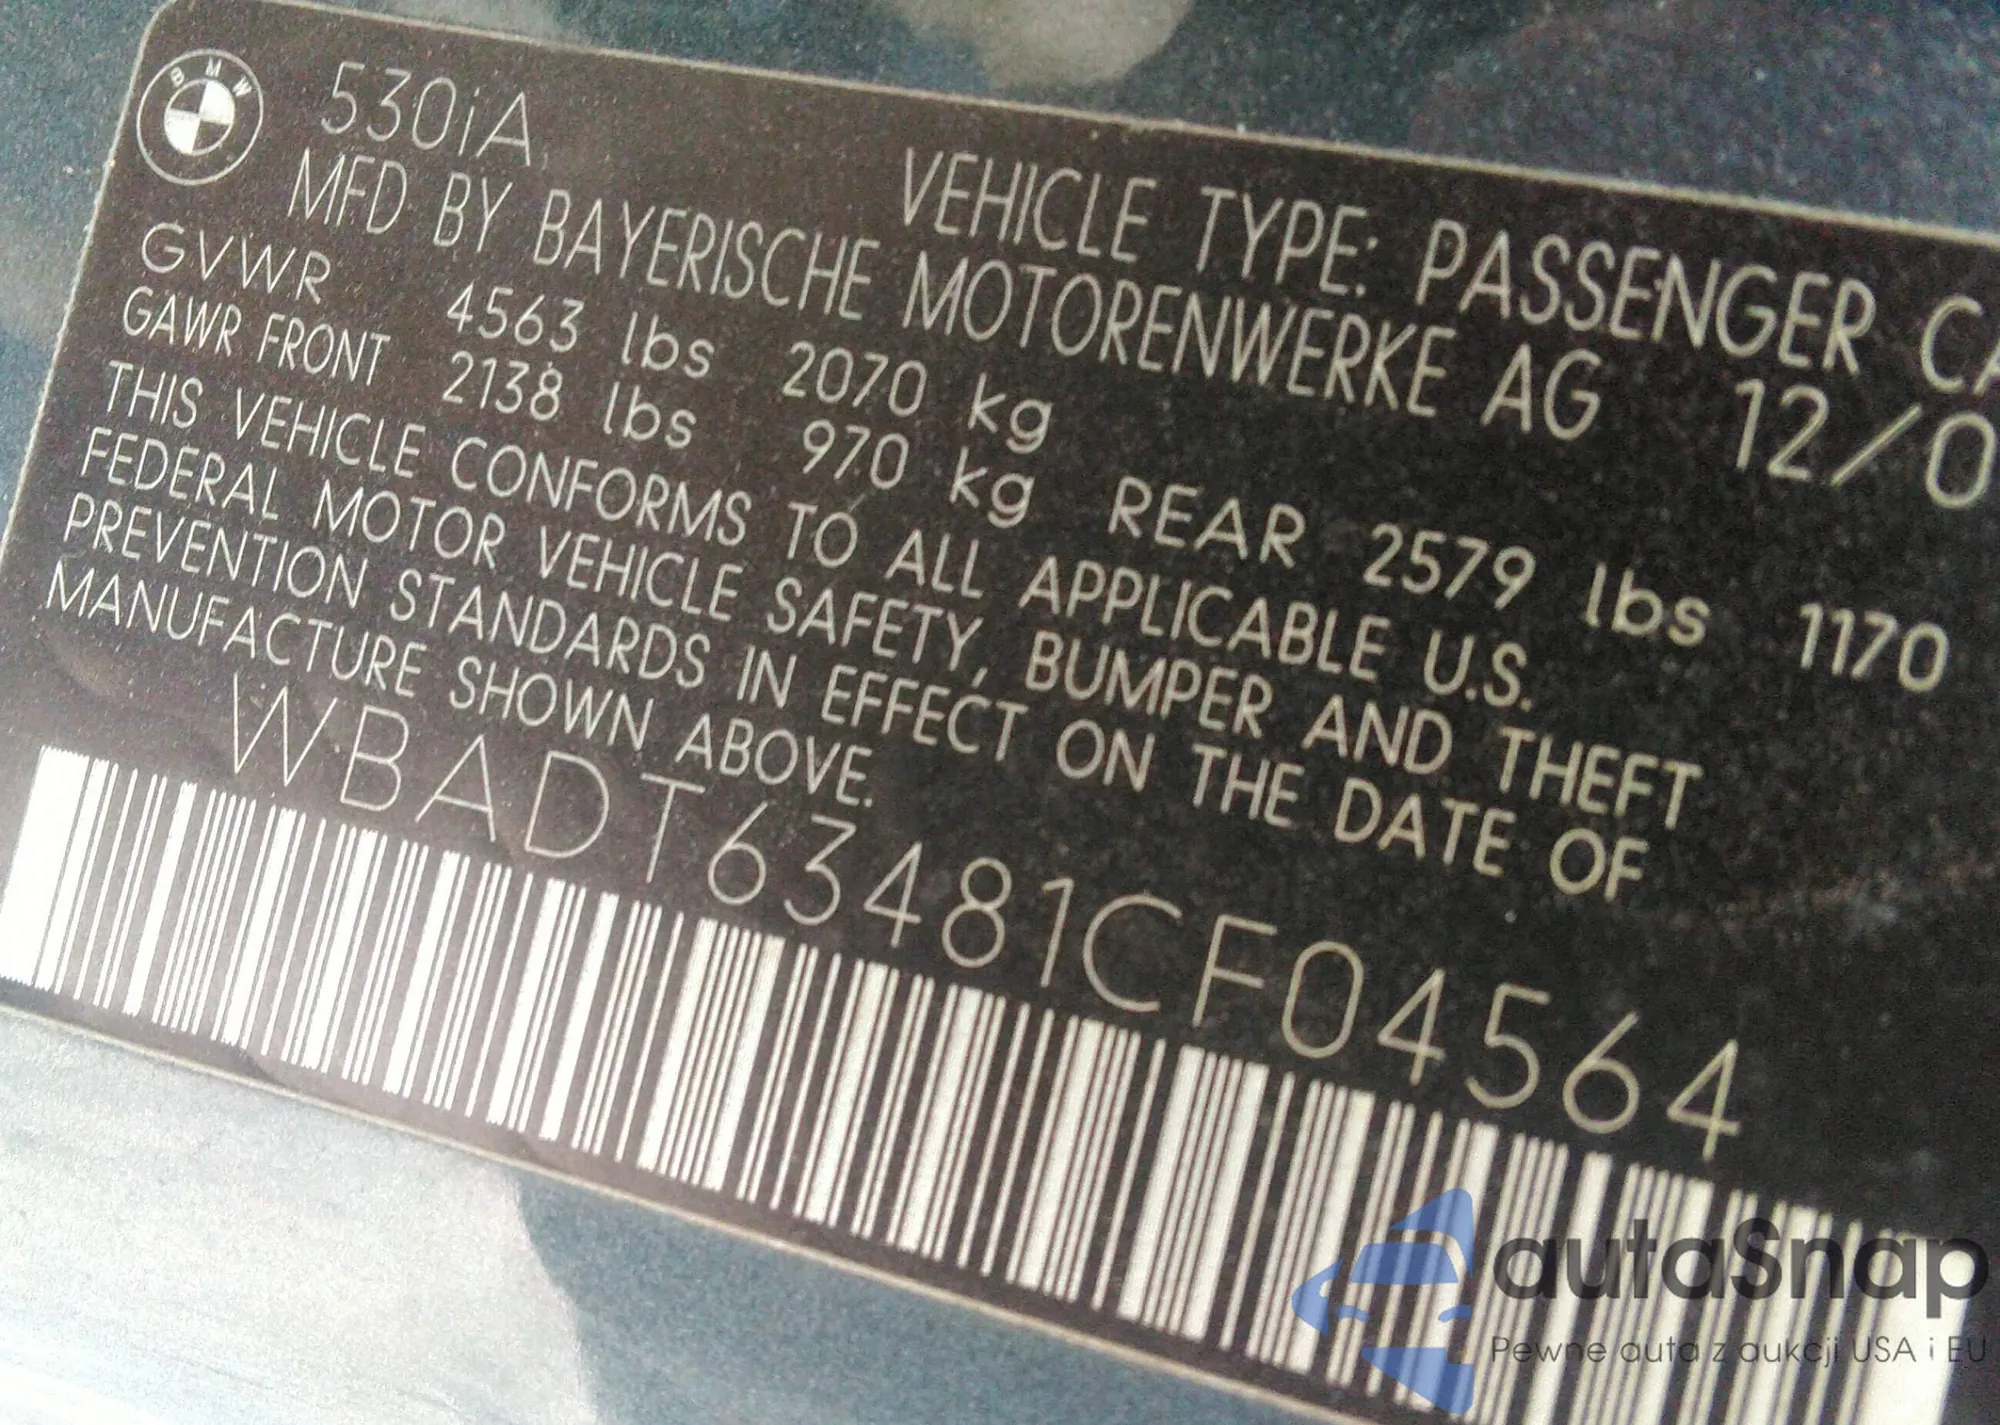 BMW
530iA
VEHICLE TYPE: PASSENGER CA
MFD BY BAYERISCHE MOTORENWERKE AG 12/0
GVWR 4563 lbs 2070 kg
GAWR FRONT 2138 lbs 970 kg REAR 2579 lbs 1170
THIS VEHICLE CONFORMS TO ALL APPLICABLE U.S.
FEDERAL MOTOR VEHICLE SAFETY, BUMPER AND THEFT
PREVENTION STANDARDS IN EFFECT ON THE DATE OF
MANUFACTURE SHOWN ABOVE.
WBADT63481CF04564
autaSnap
Pewne auta z aukcji USA i EU